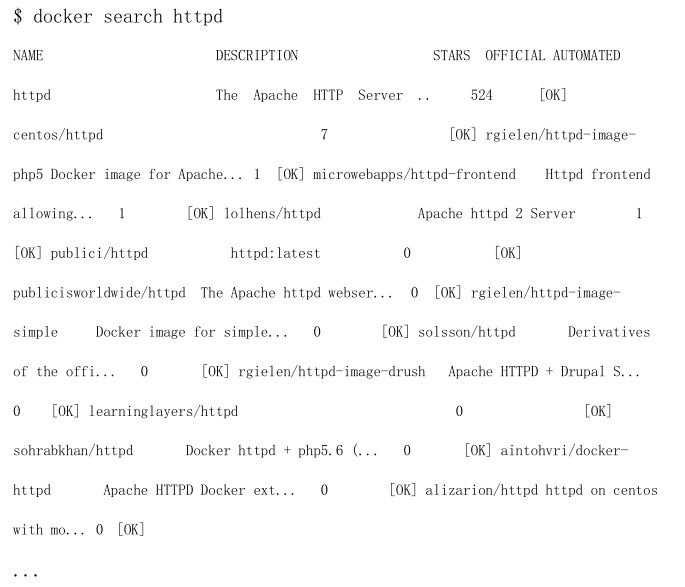 $ docker search httpd
NAME DESCRIPTION STARS OFFICIAL AUTOMATED
httpd The Apache HTTP Server .. 524 [OK]
centos/httpd 7 [OK] rgielen/httpd-image-
php5 Docker image for Apache... 1 [OK] microwebapps/httpd-frontend Httpd frontend
allowing... 1 [OK] lolhens/httpd Apache httpd 2 Server 1
[OK] publici/httpd httpd:latest 0 [OK]
publicisworldwide/httpd The Apache httpd webser... 0 [OK] rgielen/httpd-image-
simple Docker image for simple... 0 [OK] solsson/httpd Derivatives
of the offi... 0 [OK] rgielen/httpd-image-drush Apache HTTPD + Drupal S...
0 [OK] learninglayers/httpd 0 [OK]
sohrabkhan/httpd Docker httpd + php5.6 (... 0 [OK] aintohvri/docker-
httpd Apache HTTPD Docker ext... 0 [OK] alizarion/httpd httpd on centos
with mo... 0 [OK]
...